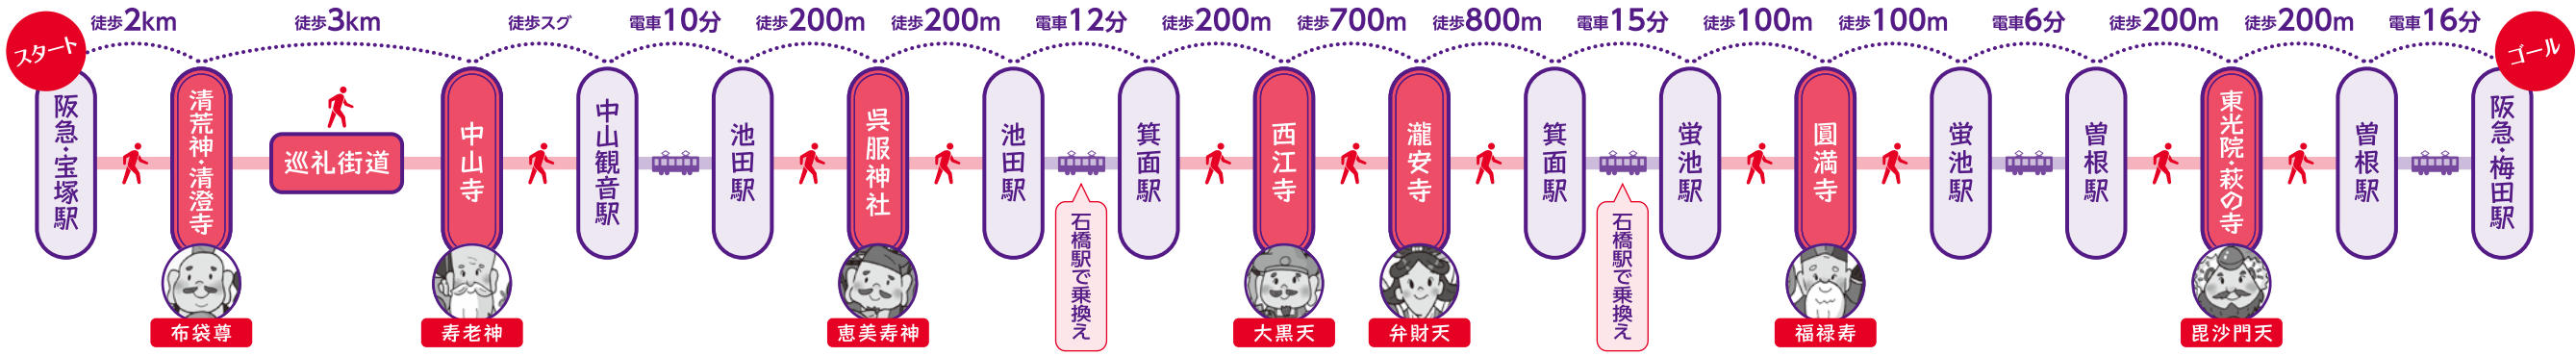 スタート
徒歩2km
徒歩3km
徒歩スグ
電車10分
徒歩200m
徒歩200m
電車12分
徒歩200m
徒歩700m
徒歩800m
電車15分
徒歩100m
徒歩100m
電車6分
徒歩200m
徒歩200m
電車16分
ゴール
阪急・宝塚駅
清荒神・清澄寺
巡礼街道
中山寺
中山観音駅
池田駅
呉服神社
池田駅
石橋駅で乗換え
箕面駅
西江寺
瀧安寺
箕面駅
石橋駅で乗換え
蛍池駅
圓満寺
蛍池駅
曽根駅
東光院・萩の寺
曽根駅
阪急・梅田駅
布袋尊
寿老神
恵美寿神
大黒天
弁財天
福禄寿
毘沙門天